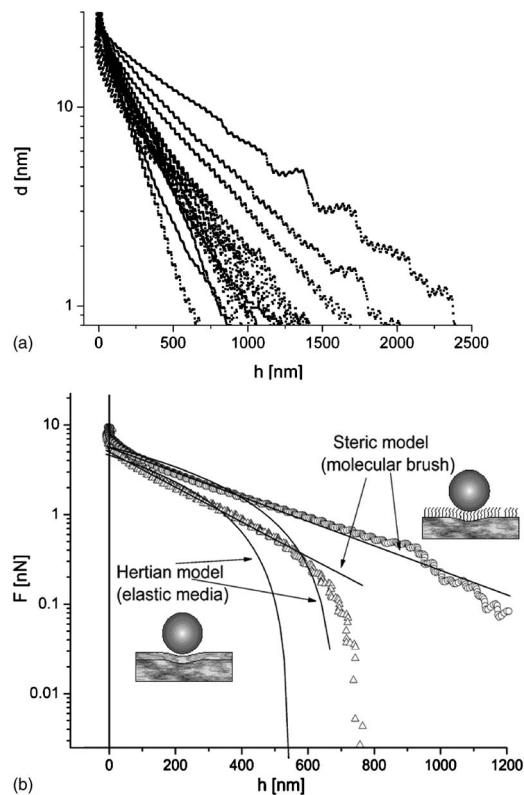 10
1
d [nm]
0 500 1000 1500 2000 2500
h [nm]
(a)
10
1
0.1
0.01
F [nN]
Steric model
(molecular brush)
Hertian model
(elastic media)
0 200 400 600 800 1000 1200
h [nm]
(b)